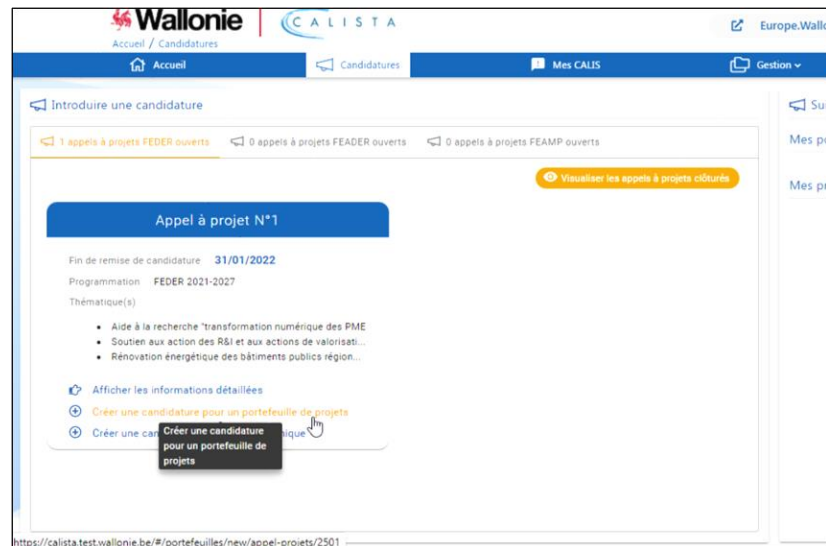 Wallonie
CALISTA
Europe.Wallo
Accueil / Candidatures
Accueil
Candidatures
Mes CALIS
Gestion
Introduire une candidature
Su
1 appels à projets FEDER ouverts
0 appels à projets FEADER ouverts
0 appels à projets FEAMP ouverts
Mes po
Visualiser les appels à projets clôturés
Mes pr
Appel à projet N°1
Fin de remise de candidature 31/01/2022
Programmation FEDER 2021-2027
Thématique(s)
Aide à la recherche "transformation numérique des PME
Soutien aux action des R&I et aux actions de valorisati...
Rénovation énergétique des bâtiments publics région...
Afficher les informations détaillées
Créer une candidature pour un portefeuille de projets
Créer une can
ique
Créer une candidature
pour un portefeuille de
projets
https://calista.test.wallonie.be/#/portefeuilles/new/appel-projets/2501